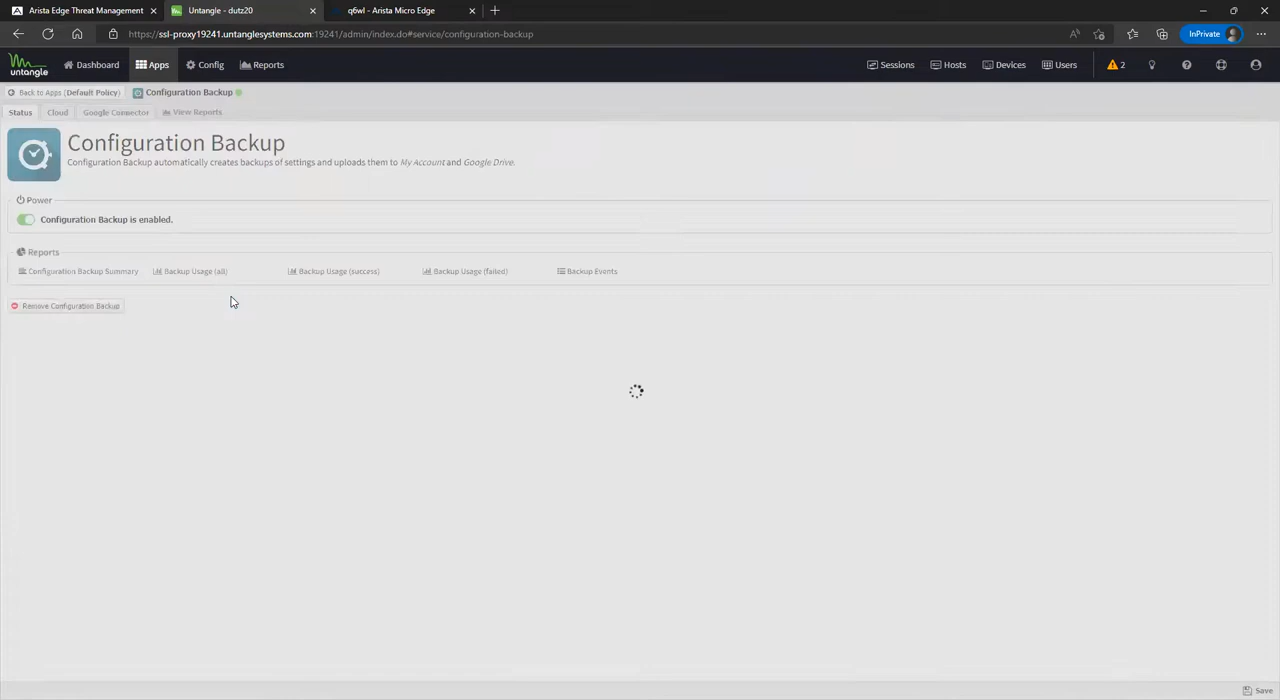 Arista Edge Threat Management
Untangle - dutz20
q6wl - Arista Micro Edge
https://ssl-proxy19241.untanglesystems.com:19241/admin/index.do#service/configuration-backup
InPrivate
untangle
Dashboard
Apps
Config
Reports
Sessions
Hosts
Devices
Users
2
Back to Apps (Default Policy)
Configuration Backup
Status
Cloud
Google Connector
View Reports
Configuration Backup
Configuration Backup automatically creates backups of settings and uploads them to My Account and Google Drive.
Power
Configuration Backup is enabled.
Reports
Configuration Backup Summary
Backup Usage (all)
Backup Usage (success)
Backup Usage (failed)
Backup Events
Remove Configuration Backup
Save